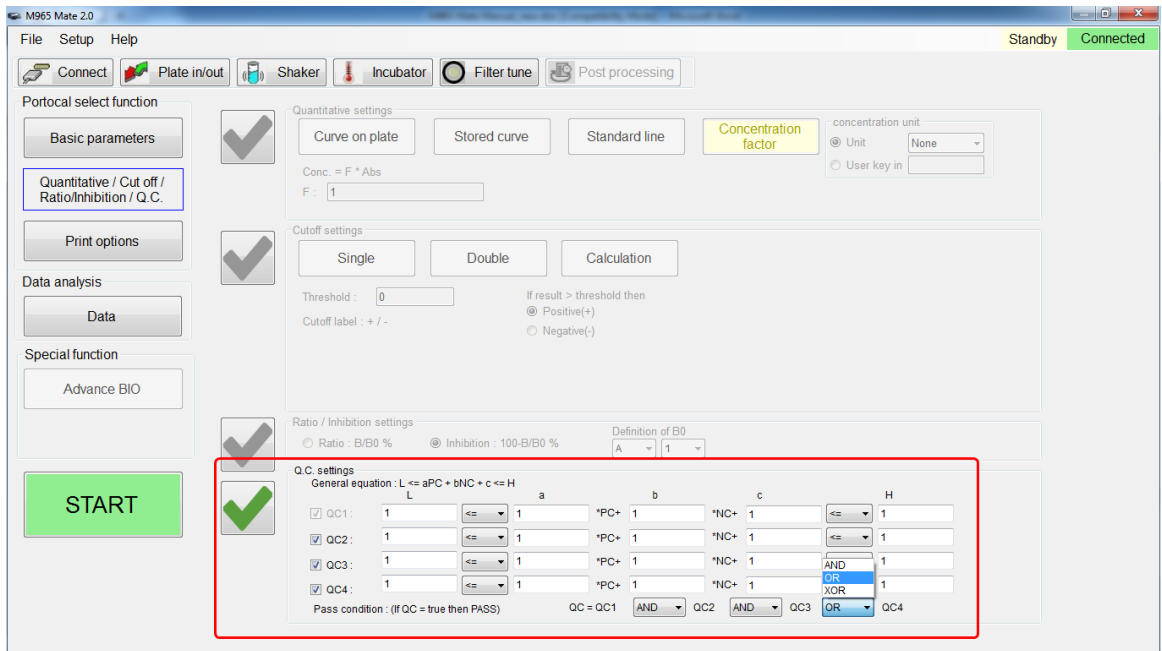 M965 Mate 2.0
File Setup Help
Standby Connected
Connect Plate in/out Shaker Incubator Filter tune Post processing
Portocal select function
Basic parameters
Quantitative / Cut off /
Ratio/Inhibition / Q.C.
Print options
Data analysis
Data
Special function
Advance BIO
START
Quantitative settings
Curve on plate Stored curve Standard line Concentration
factor
concentration unit
Unit None
User key in
Conc. = F * Abs
F : 1
Cutoff settings
Single Double Calculation
Threshold : 0
Cutoff label : + / -
If result > threshold then
Positive(+)
Negative(-)
Ratio / Inhibition settings
Ratio : B/B0 % Inhibition : 100-B/B0 %
Definition of B0
A 1
Q.C. settings
General equation : L <= aPC + bNC + c <= H
L a b c H
QC1 : 1 <= 1 *PC+ 1 *NC+ 1 <= 1
QC2 : 1 <= 1 *PC+ 1 *NC+ 1 <= 1
QC3 : 1 <= 1 *PC+ 1 *NC+ 1 1
QC4 : 1 <= 1 *PC+ 1 *NC+ 1 1
AND
OR
XOR
Pass condition : (If QC = true then PASS) QC = QC1 AND QC2 AND QC3 OR QC4